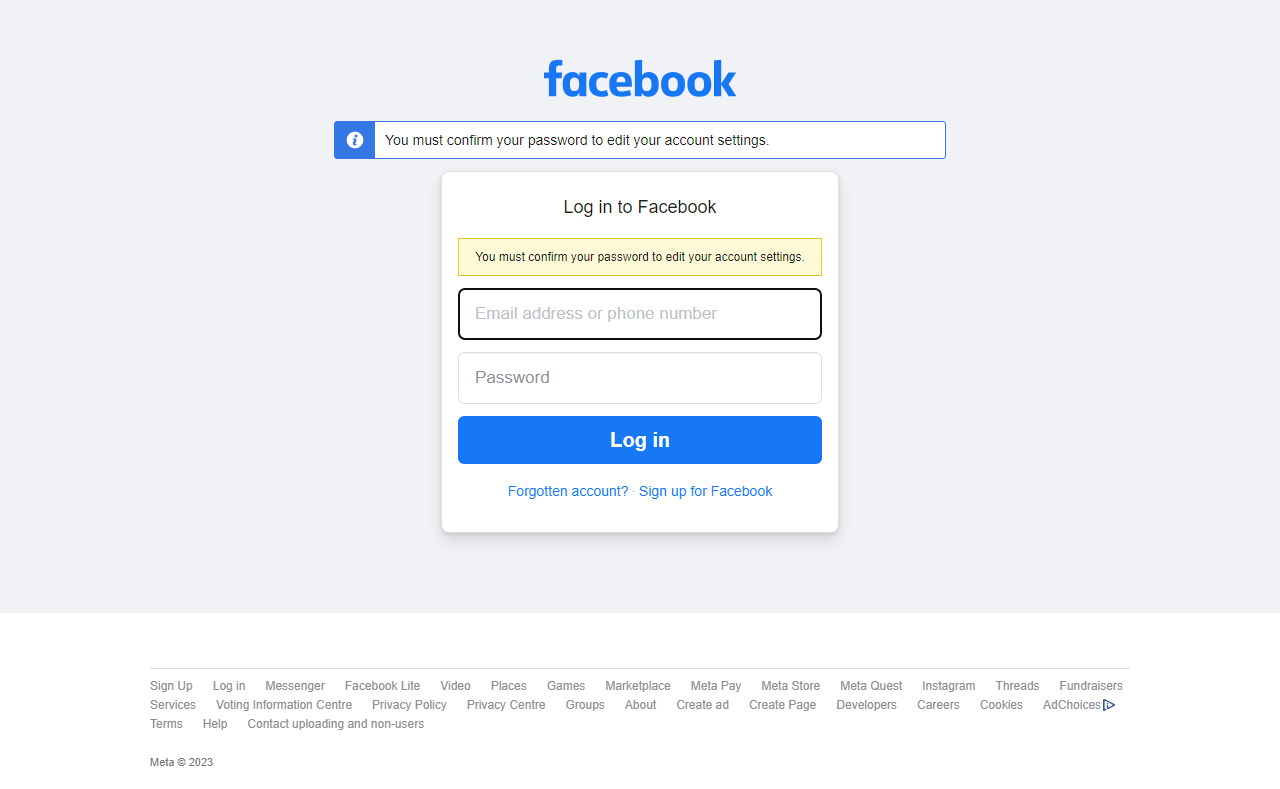 facebook
You must confirm your password to edit your account settings.
Log in to Facebook
You must confirm your password to edit your account settings.
Email address or phone number
Password
Log in
Forgotten account? · Sign up for Facebook
Sign Up Log in Messenger Facebook Lite Video Places Games Marketplace Meta Pay Meta Store Meta Quest Instagram Threads Fundraisers
Services Voting Information Centre Privacy Policy Privacy Centre Groups About Create ad Create Page Developers Careers Cookies AdChoices
Terms Help Contact uploading and non-users
Meta © 2023